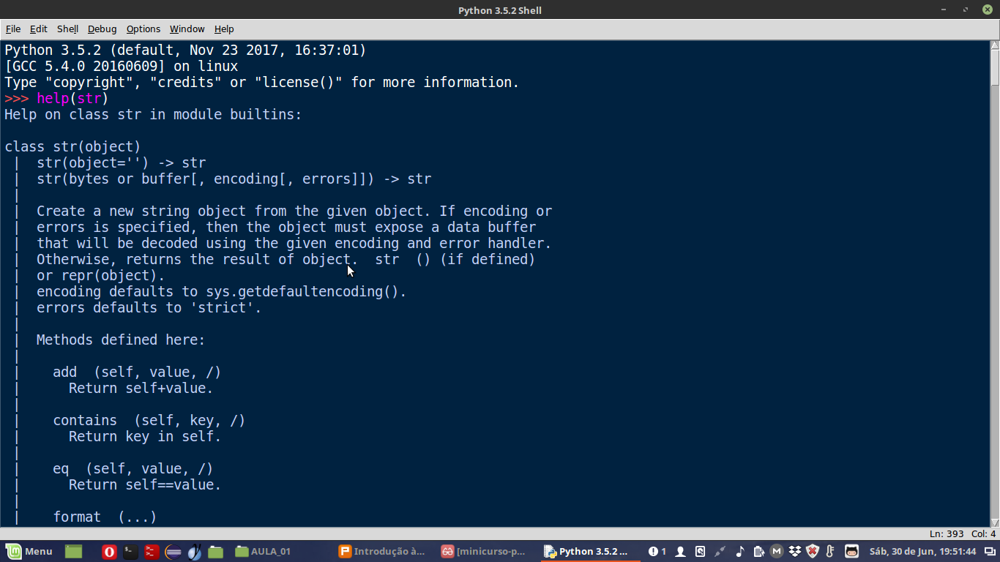 Python 3.5.2 Shell
File Edit Shell Debug Options Window Help
Python 3.5.2 (default, Nov 23 2017, 16:37:01)
[GCC 5.4.0 20160609] on linux
Type "copyright", "credits" or "license()" for more information.
>>> help(str)
Help on class str in module builtins:
class str(object)
| str(object='') -> str
| str(bytes or buffer[, encoding[, errors]]) -> str
|
| Create a new string object from the given object. If encoding or
| errors is specified, then the object must expose a data buffer
| that will be decoded using the given encoding and error handler.
| Otherwise, returns the result of object. str () (if defined)
| or repr(object).
| encoding defaults to sys.getdefaultencoding().
| errors defaults to 'strict'.
|
| Methods defined here:
|
| add (self, value, /)
| Return self+value.
|
| contains (self, key, /)
| Return key in self.
|
| eq (self, value, /)
| Return self==value.
|
| format (...)
Ln: 393 Col: 4
Menu AULA_01 Introdução à... [minicurso-p... Python 3.5.2 ... 1 Sáb, 30 de Jun, 19:51:44